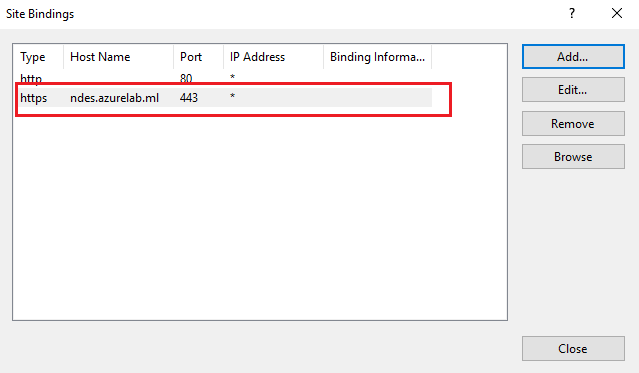 Site Bindings ? ×
Type Host Name Port IP Address Binding Informa...
http 80 *
https ndes.azurelab.ml 443 *
Add...
Edit...
Remove
Browse
Close